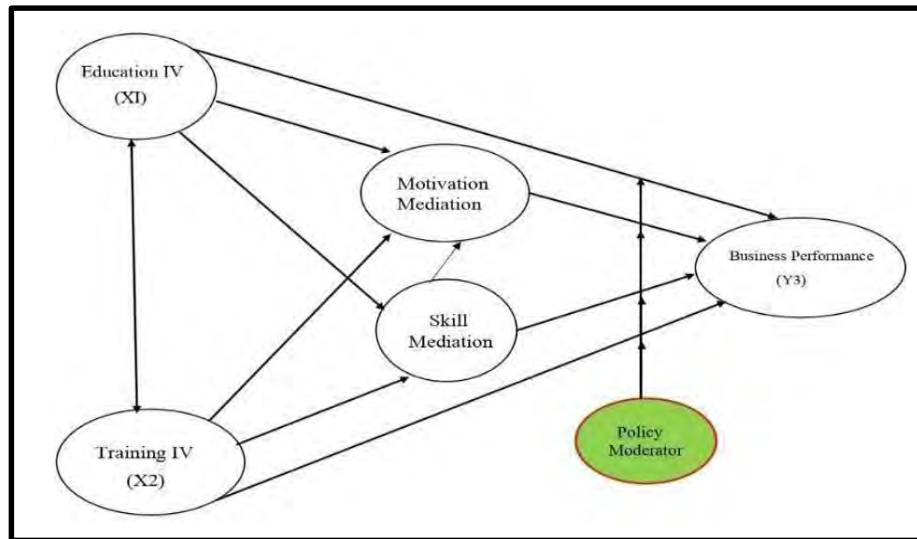 Education IV
(XI)
Motivation
Mediation
Business Performance
(Y3)
Skill
Mediation
Policy
Moderator
Training IV
(X2)